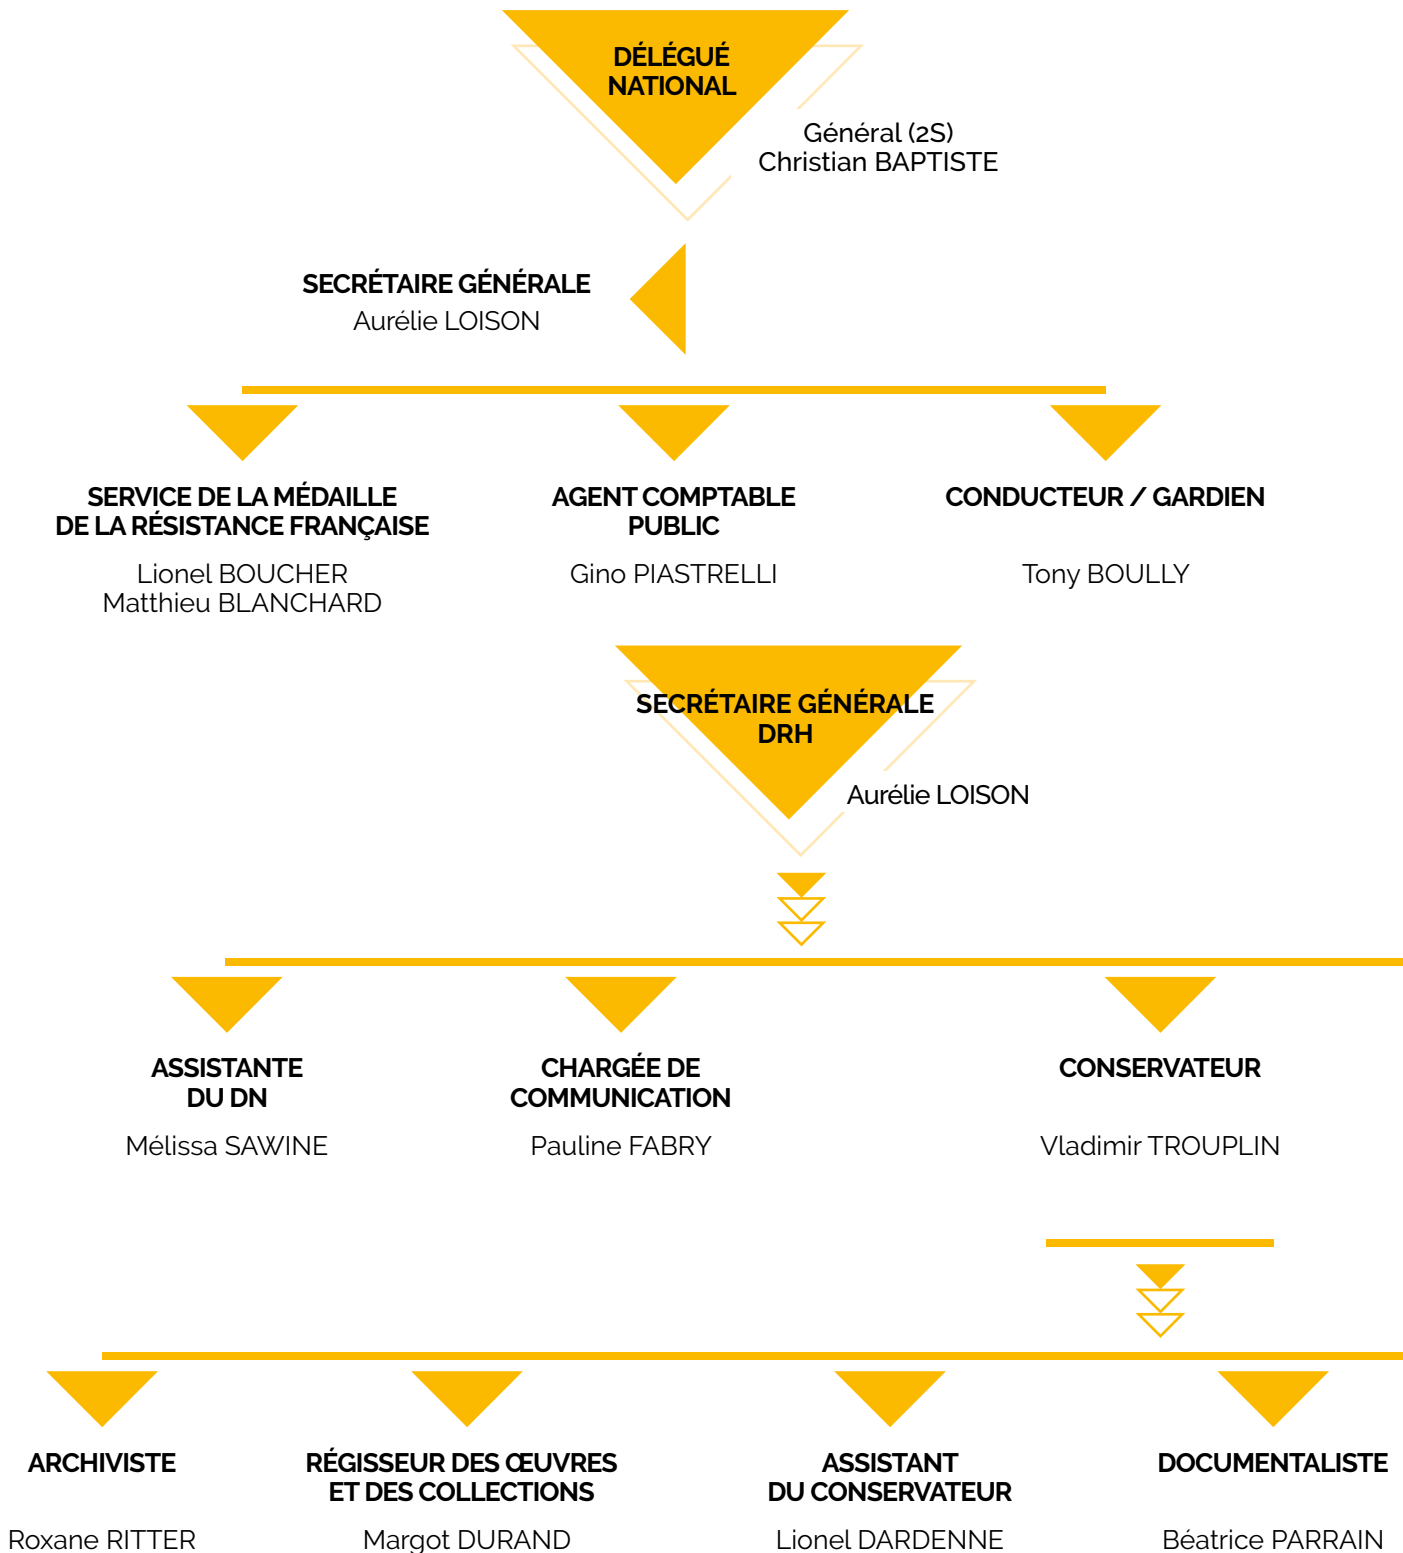 DÉLÉGUÉ
NATIONAL
Général (2S)
Christian BAPTISTE
SECRÉTAIRE GÉNÉRALE
Aurélie LOISON
SERVICE DE LA MÉDAILLE
DE LA RÉSISTANCE FRANÇAISE
Lionel BOUCHER
Matthieu BLANCHARD
AGENT COMPTABLE
PUBLIC
Gino PIASTRELLI
CONDUCTEUR / GARDIEN
Tony BOULLY
SECRÉTAIRE GÉNÉRALE
DRH
Aurélie LOISON
ASSISTANTE
DU DN
Mélissa SAWINE
CHARGÉE DE
COMMUNICATION
Pauline FABRY
CONSERVATEUR
Vladimir TROUPLIN
ARCHIVISTE
Roxane RITTER
RÉGISSEUR DES ŒUVRES
ET DES COLLECTIONS
Margot DURAND
ASSISTANT
DU CONSERVATEUR
Lionel DARDENNE
DOCUMENTALISTE
Béatrice PARRAIN